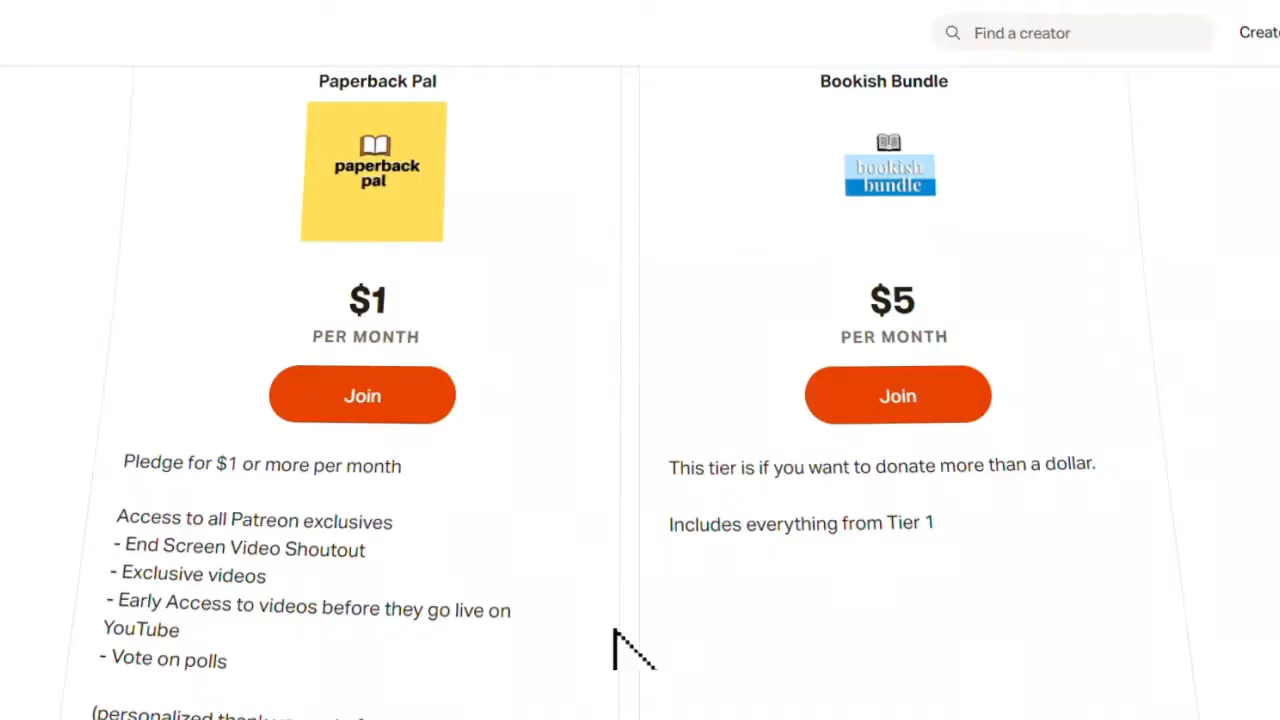 Find a creator
Paperback Pal
paperback
pal
$1
PER MONTH
Join
Pledge for $1 or more per month
Access to all Patreon exclusives
- End Screen Video Shoutout
- Exclusive videos
- Early Access to videos before they go live on
YouTube
- Vote on polls
(personalized
Bookish Bundle
bookish
bundle
$5
PER MONTH
Join
This tier is if you want to donate more than a dollar.
Includes everything from Tier 1